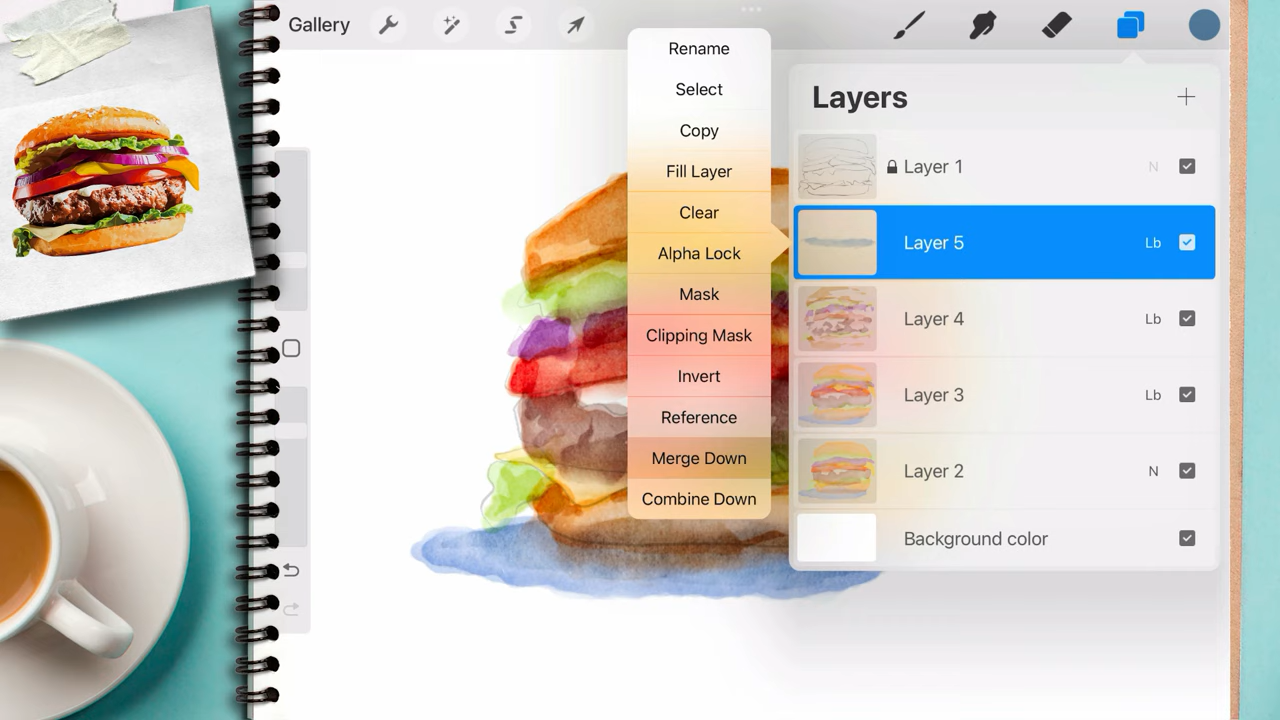 Gallery
Rename
Select
Copy
Fill Layer
Clear
Alpha Lock
Mask
Clipping Mask
Invert
Reference
Merge Down
Combine Down
Layers
Layer 1 N
Layer 5 Lb
Layer 4 Lb
Layer 3 Lb
Layer 2 N
Background color